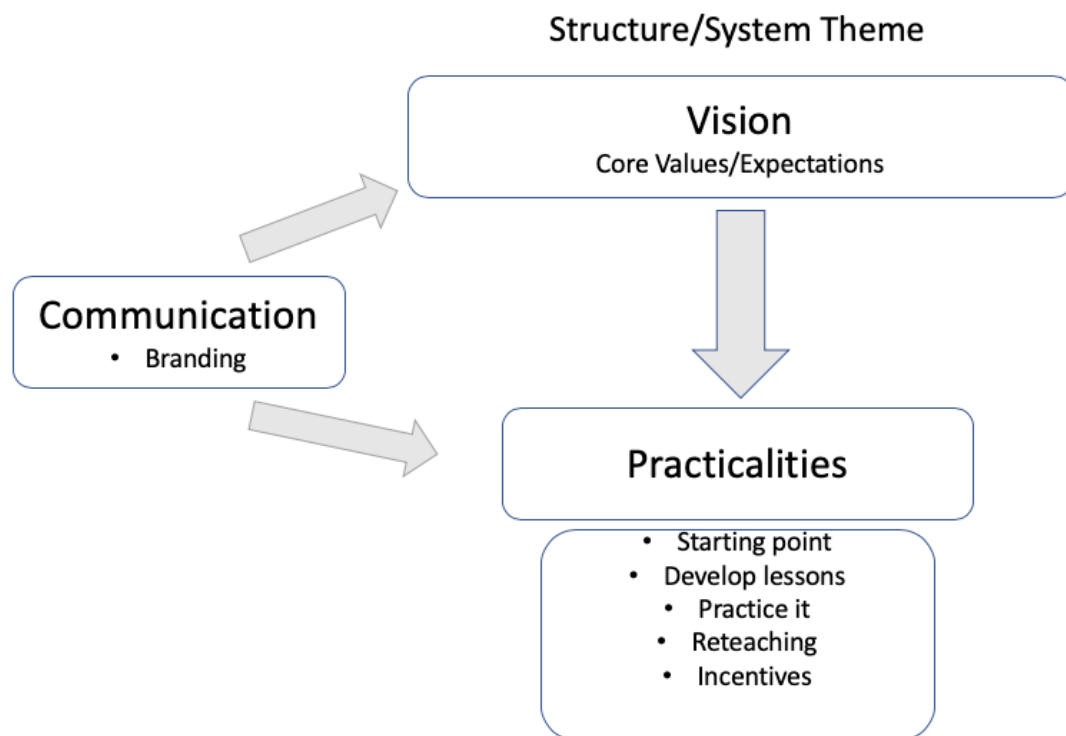 Structure/System Theme
Vision
Core Values/Expectations
Communication
• Branding
Practicalities
• Starting point
• Develop lessons
• Practice it
• Reteaching
• Incentives